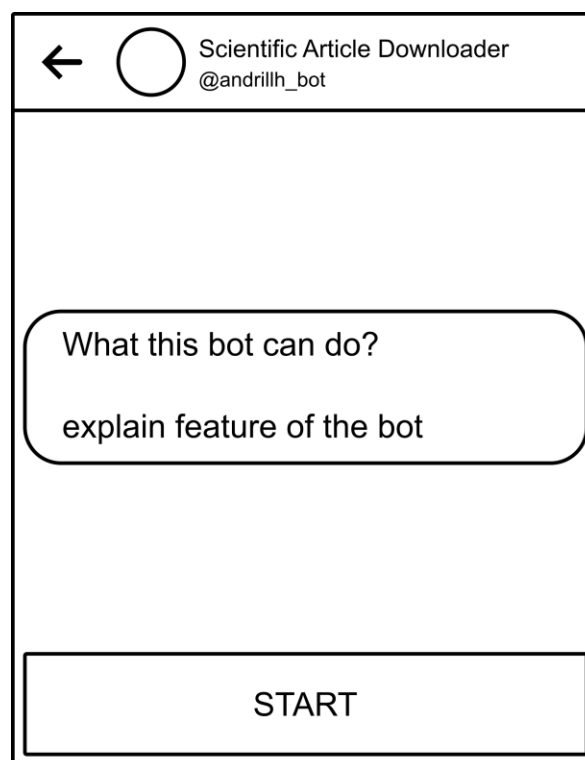 Scientific Article Downloader
@andrillh_bot
What this bot can do?
explain feature of the bot
START